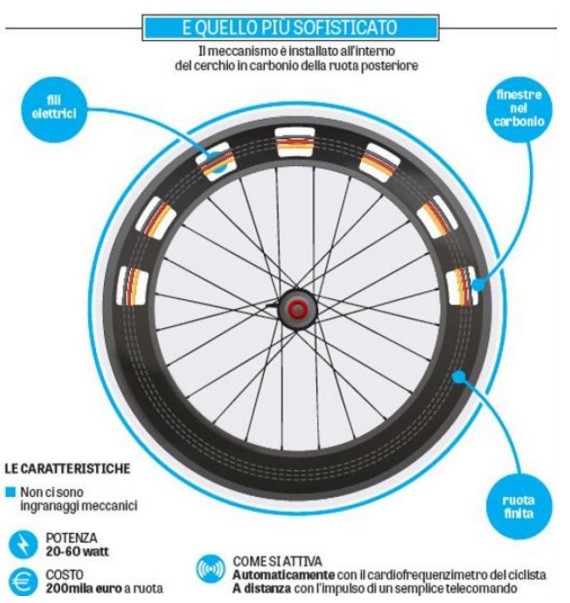 E QUELLO PIÙ SOFISTICATO
Il meccanismo è installato all'interno
del cerchio in carbonio della ruota posteriore
fili
elettrici
finestre
nel
carbonio
ruota
finita
LE CARATTERISTICHE
Non ci sono
ingranaggi meccanici
POTENZA
20-60 watt
COSTO
200mila euro a ruota
COME SI ATTIVA
Automaticamente con il cardiofrequenzimetro del ciclista
A distanza con l'impulso di un semplice telecomando